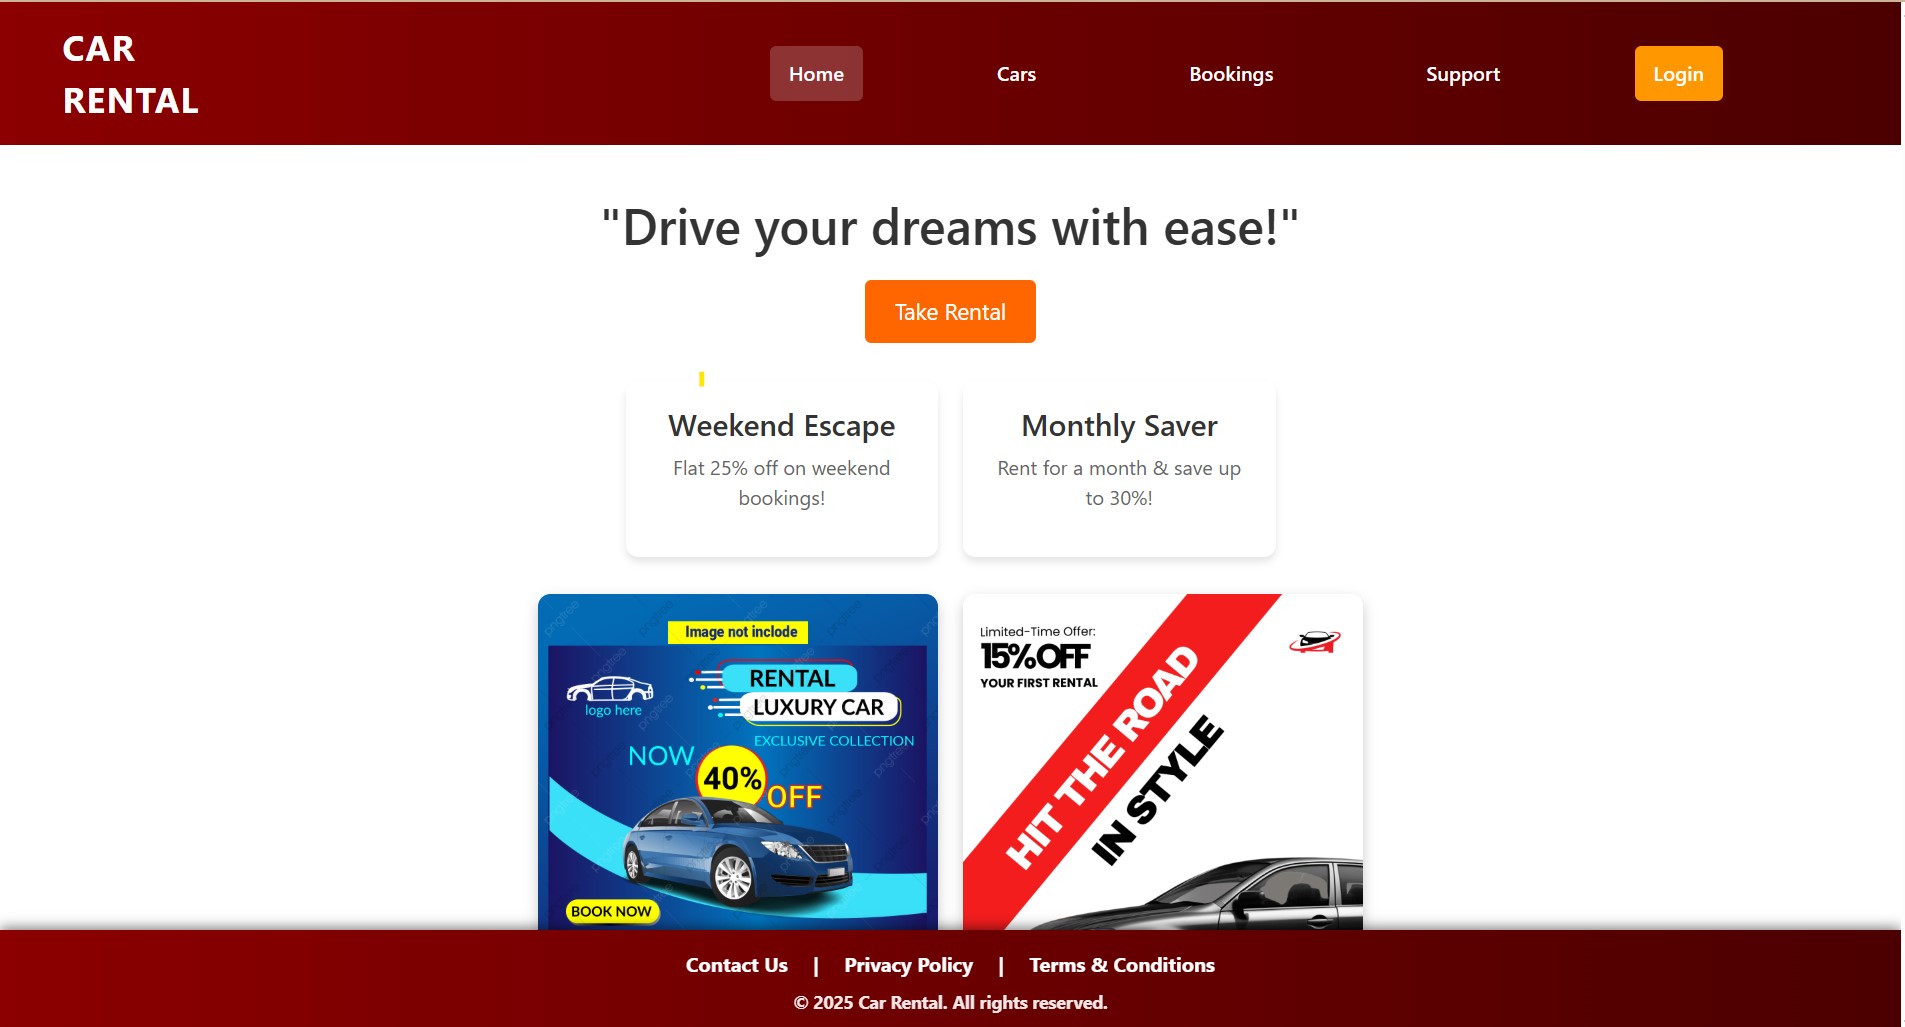 CAR
RENTAL
Home
Cars
Bookings
Support
Login
"Drive your dreams with ease!"
Take Rental
Weekend Escape
Flat 25% off on weekend
bookings!
Monthly Saver
Rent for a month & save up
to 30%!
Image not inclode
RENTAL
LUXURY CAR
logo here
EXCLUSIVE COLLECTION
NOW
40%
OFF
BOOK NOW
pngtree
Limited-Time Offer:
15% OFF
YOUR FIRST RENTAL
HIT THE ROAD
IN STYLE
Contact Us | Privacy Policy | Terms & Conditions
© 2025 Car Rental. All rights reserved.